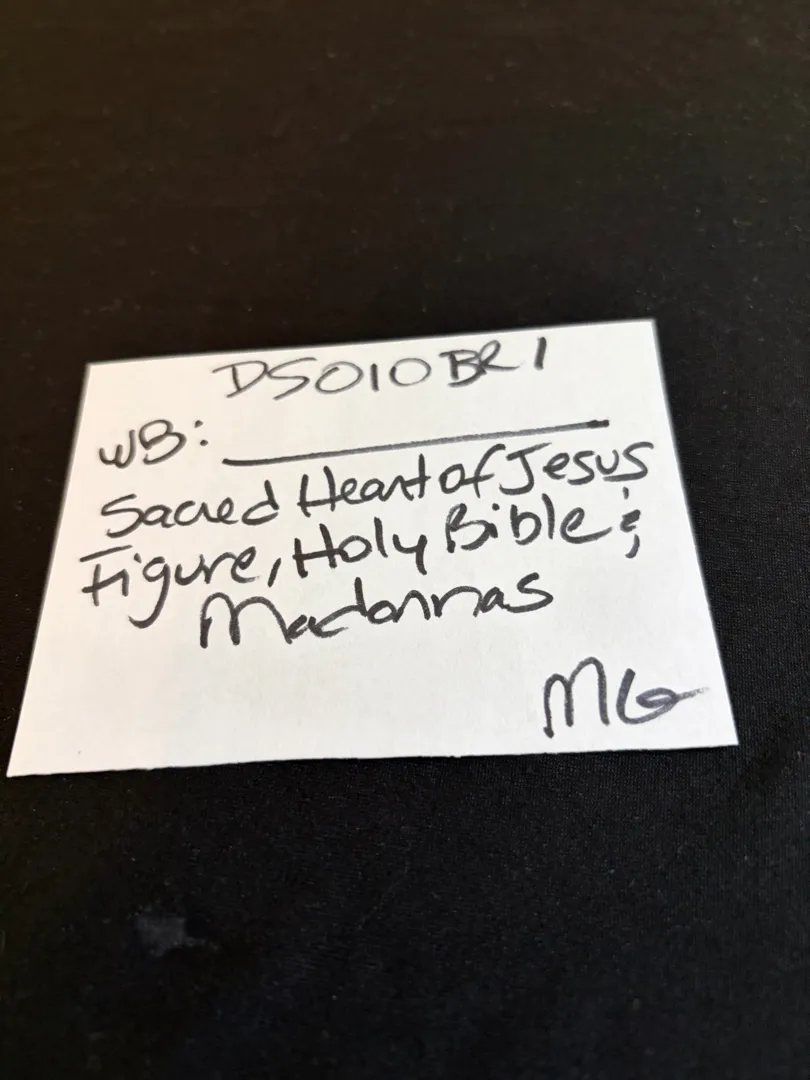 DS010BR1
WB: ____________
Sacred Heart of Jesus
Figure, Holy Bible &
Madonnas
MG